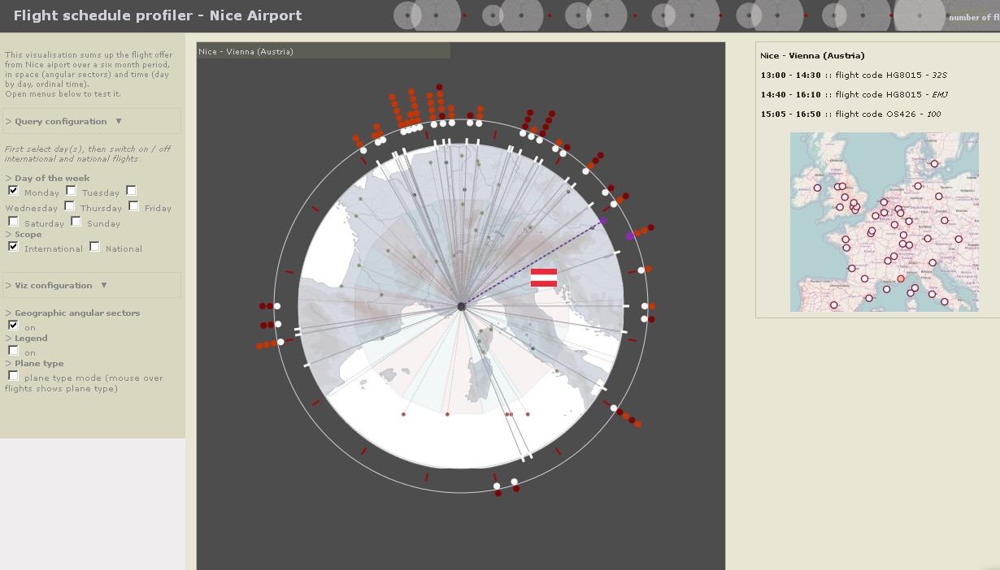 Flight schedule profiler - Nice Airport
number of fl
This visualisation sums up the flight offer
from Nice aiport over a six month period,
in space (angular sectors) and time (day
by day, ordinal time).
Open menus below to test it.
> Query configuration ▼
First select day(s), then switch on / off
international and national flights.
> Day of the week
Monday Tuesday
Wednesday Thursday Friday
Saturday Sunday
> Scope
International National
> Viz configuration ▼
> Geographic angular sectors
on
> Legend
on
> Plane type
plane type mode (mouse over
flights shows plane type)
Nice - Vienna (Austria)
Nice - Vienna (Austria)
13:00 - 14:30 :: flight code HG8015 - 32S
14:40 - 16:10 :: flight code HG8015 - EMJ
15:05 - 16:50 :: flight code OS426 - 100